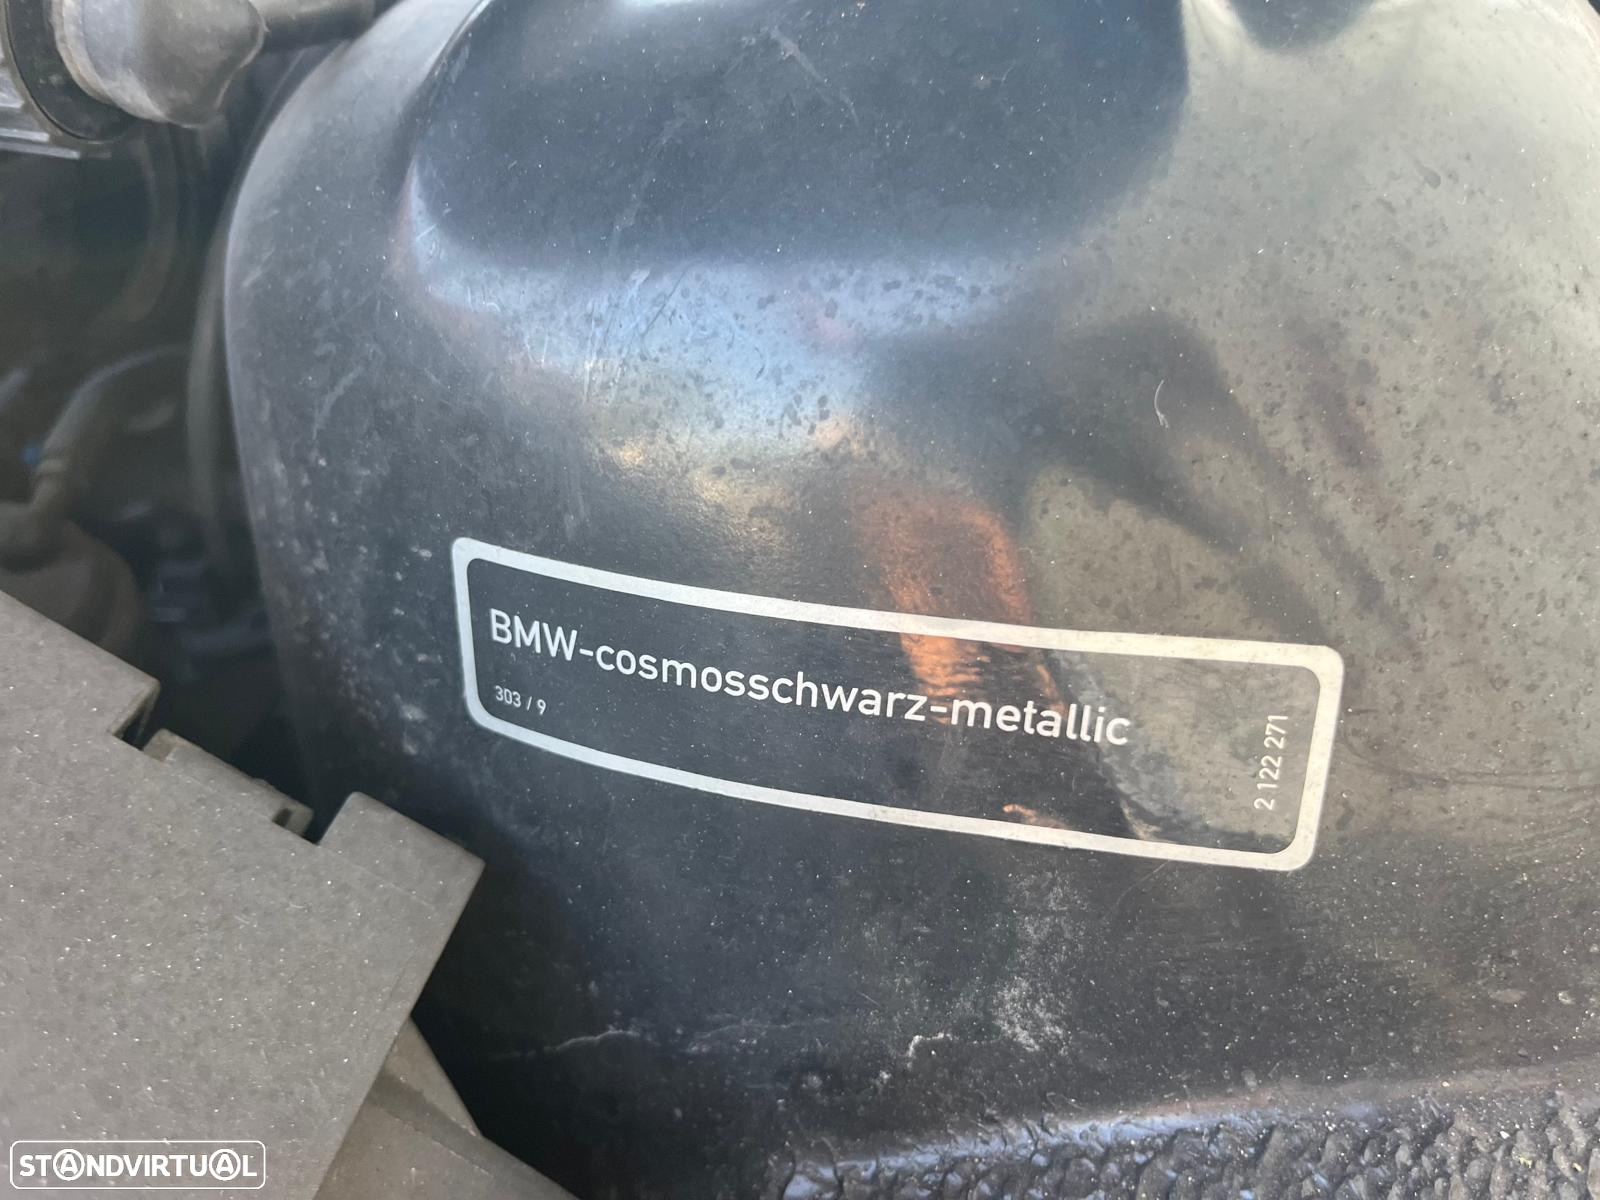 BMW-cosmosschwarz-metallic
303 / 9
2 122 271
STANDVIRTUAL